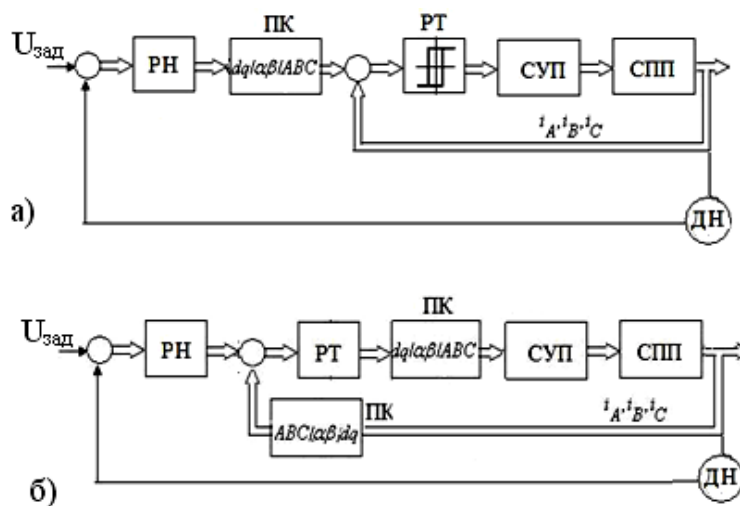 ПК
РТ
Uзад
РН
dq/αβ/ABC
СУП
СПП
iA, iB, iC
а)
ДН
ПК
Uзад
РН
РТ
dq/αβ/ABC
СУП
СПП
ПК
iA, iB, iC
ABC/αβ/dq
ДН
б)